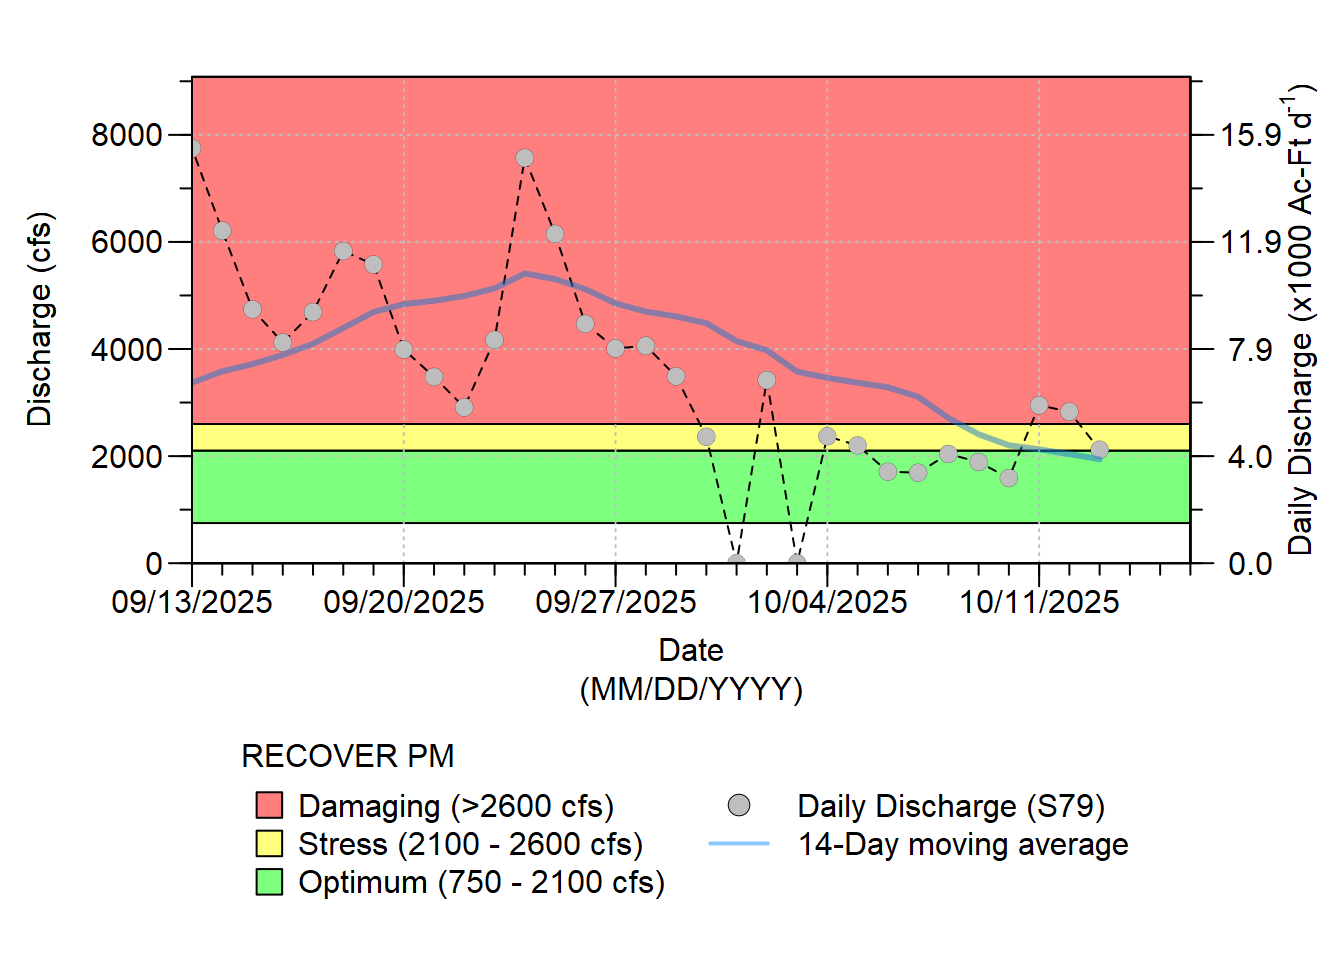 Discharge (cfs)
8000
6000
4000
2000
0
15.9
11.9
7.9
4.0
0.0
Daily Discharge (x1000 Ac-Ft d⁻¹)
09/13/2025 09/20/2025 09/27/2025 10/04/2025 10/11/2025
Date
(MM/DD/YYYY)
RECOVER PM
Damaging (>2600 cfs)
Stress (2100 - 2600 cfs)
Optimum (750 - 2100 cfs)
Daily Discharge (S79)
14-Day moving average